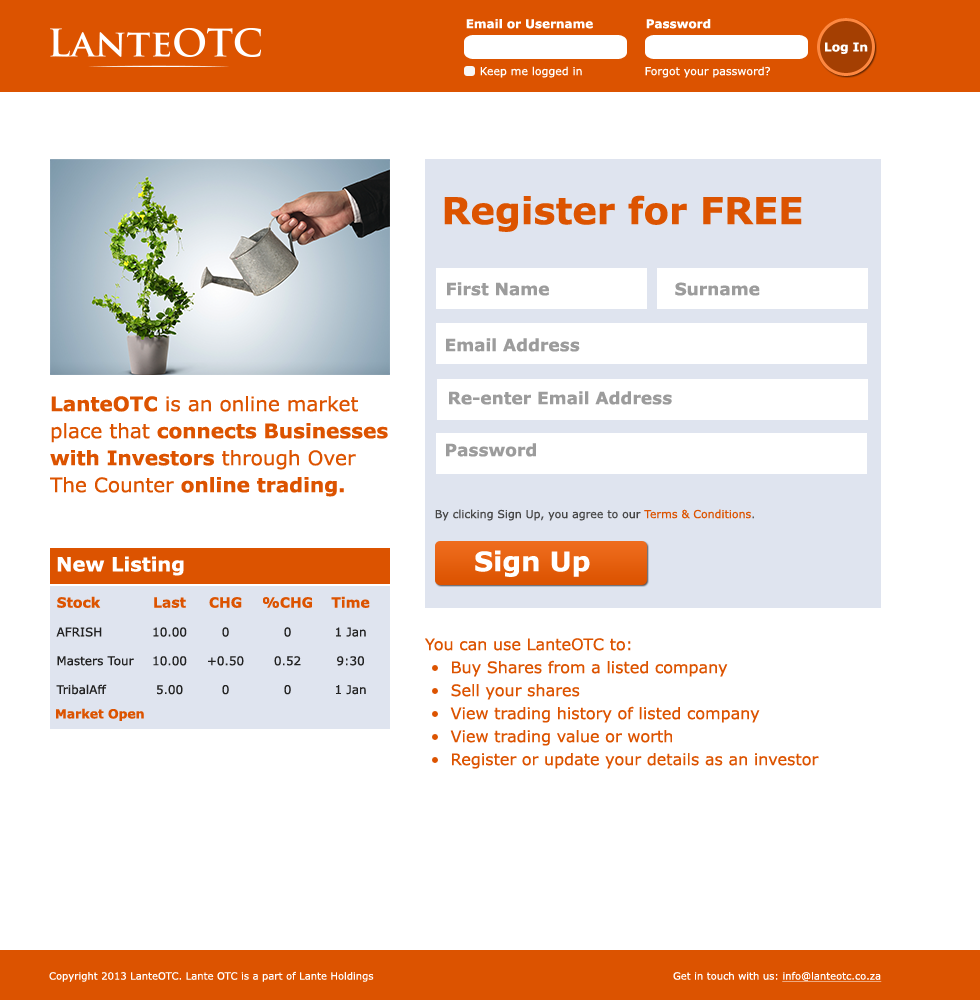 LanteOTC
Email or Username
Password
Log In
Keep me logged in
Forgot your password?
LanteOTC is an online market
place that connects Businesses
with Investors through Over
The Counter online trading.
New Listing
Stock Last CHG %CHG Time
AFRISH 10.00 0 0 1 Jan
Masters Tour 10.00 +0.50 0.52 9:30
TribalAff 5.00 0 0 1 Jan
Market Open
Register for FREE
First Name
Surname
Email Address
Re-enter Email Address
Password
By clicking Sign Up, you agree to our Terms & Conditions.
Sign Up
You can use LanteOTC to:
• Buy Shares from a listed company
• Sell your shares
• View trading history of listed company
• View trading value or worth
• Register or update your details as an investor
Copyright 2013 LanteOTC. Lante OTC is a part of Lante Holdings
Get in touch with us: info@lanteotc.co.za